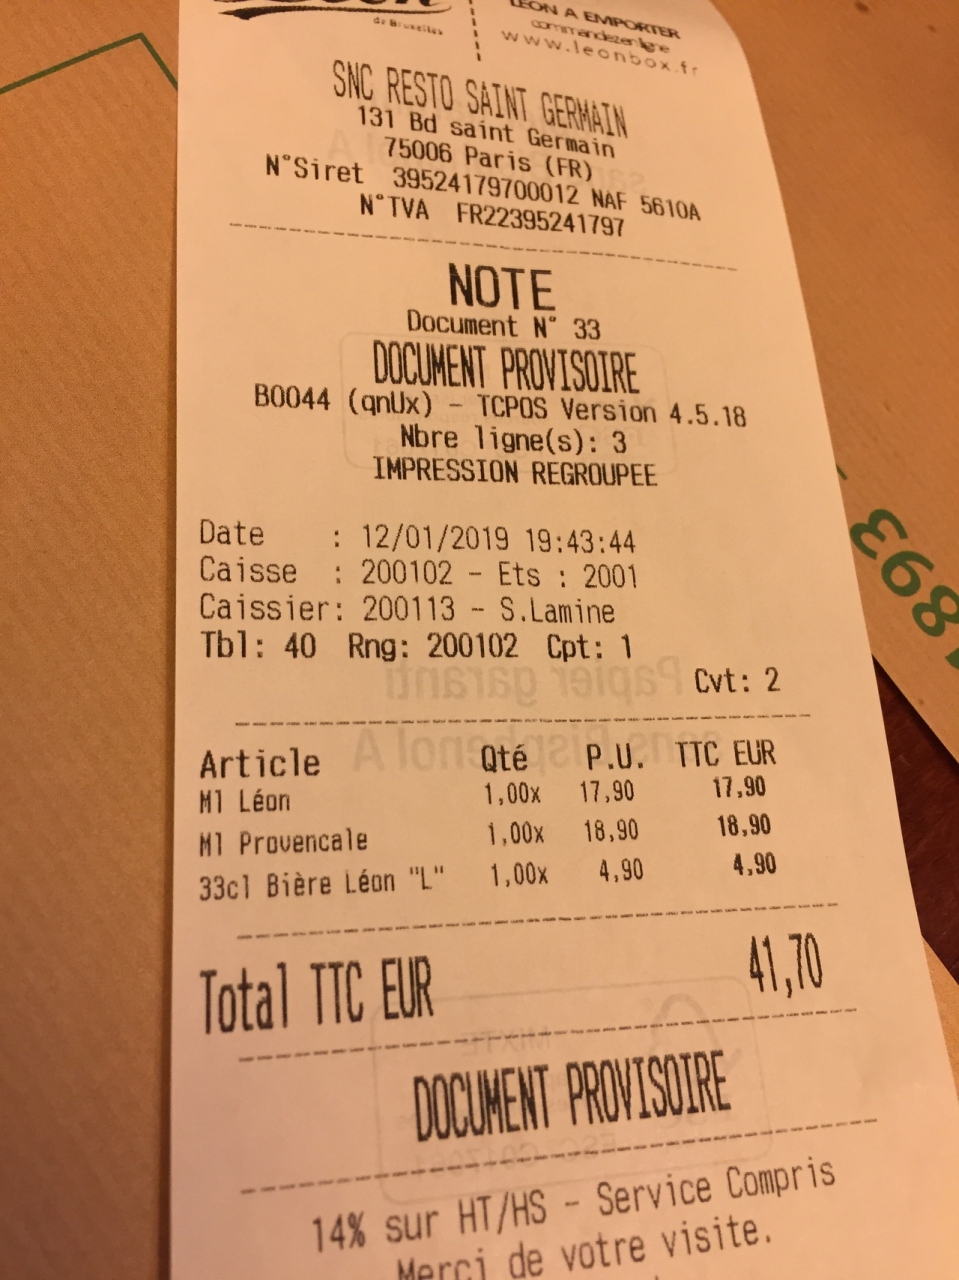 de Bruxelles
LEON A EMPORTER
commandezenligne
www.leonbox.fr
SNC RESTO SAINT GERMAIN
131 Bd saint Germain
75006 Paris (FR)
N°Siret 39524179700012 NAF 5610A
N°TVA FR22395241797
NOTE
Document N° 33
DOCUMENT PROVISOIRE
B0044 (qnUx) - TCPOS Version 4.5.18
Nbre ligne(s): 3
IMPRESSION REGROUPEE
Date : 12/01/2019 19:43:44
Caisse : 200102 - Ets : 2001
Caissier: 200113 - S.Lamine
Tbl: 40 Rng: 200102 Cpt: 1
Cvt: 2
Article Qté P.U. TTC EUR
Ml Léon 1,00x 17,90 17,90
Ml Provencale 1,00x 18,90 18,90
33cl Bière Léon "L" 1,00x 4,90 4,90
Total TTC EUR 41,70
DOCUMENT PROVISOIRE
14% sur HT/HS - Service Compris
Merci de votre visite.
1893